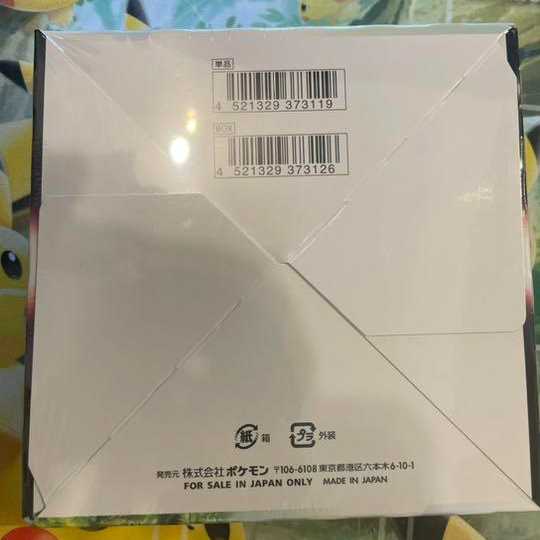 単品
4 521329 373119
BOX
4 521329 373126
紙 箱
プラ 外装
発売元 株式会社ポケモン 〒106-6108 東京都港区六本木6-10-1
FOR SALE IN JAPAN ONLY MADE IN JAPAN